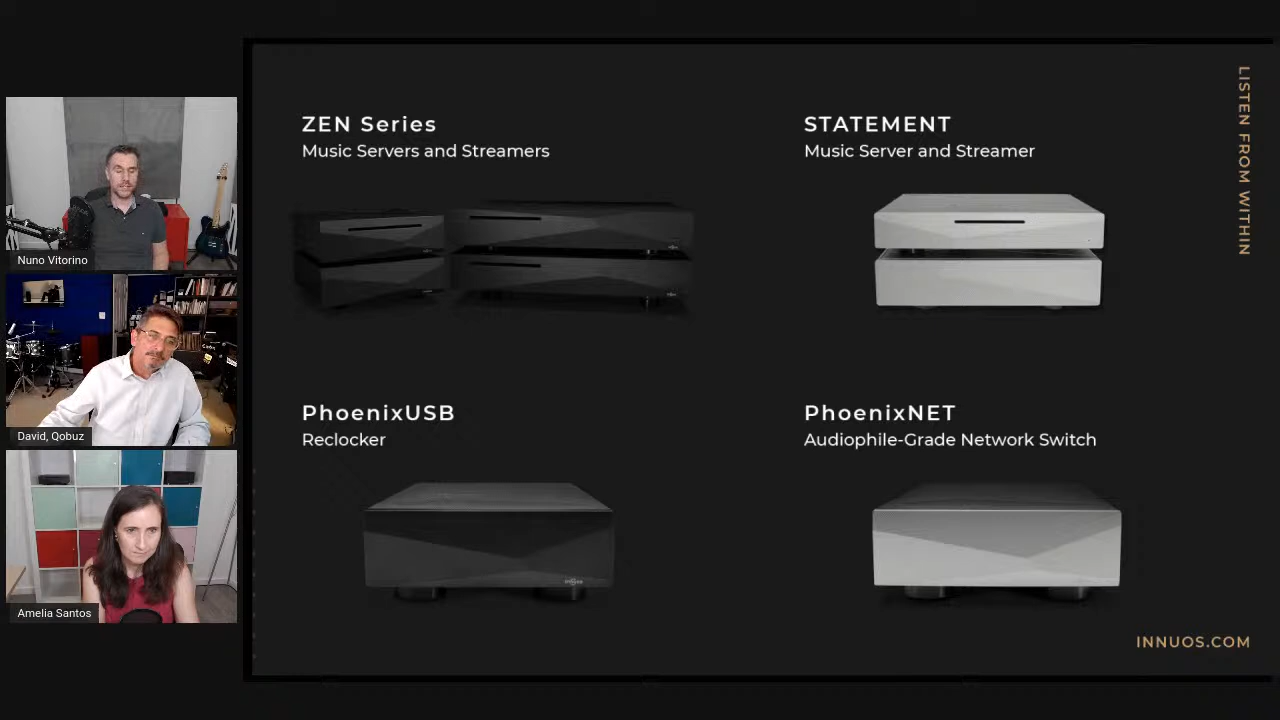 Nuno Vitorino
David, Qobuz
Amelia Santos
ZEN Series
Music Servers and Streamers
STATEMENT
Music Server and Streamer
PhoenixUSB
Reclocker
PhoenixNET
Audiophile-Grade Network Switch
LISTEN FROM WITHIN
INNUOS.COM